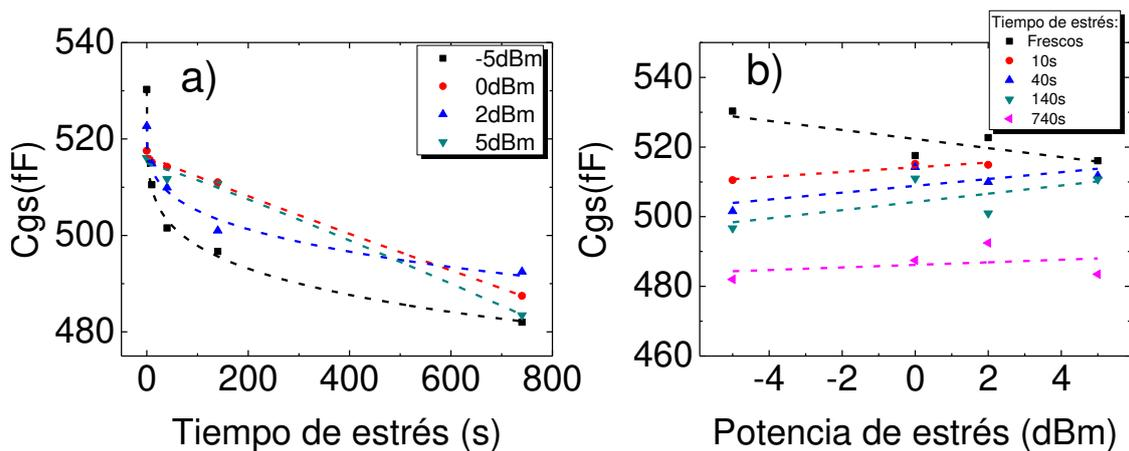 540
520
500
480
Cgs(fF)
a)
-5dBm
0dBm
2dBm
5dBm
0
200
400
600
800
Tiempo de estrés (s)
540
520
500
480
460
Cgs(fF)
b)
Tiempo de estrés:
Frescos
10s
40s
140s
740s
-4
-2
0
2
4
Potencia de estrés (dBm)